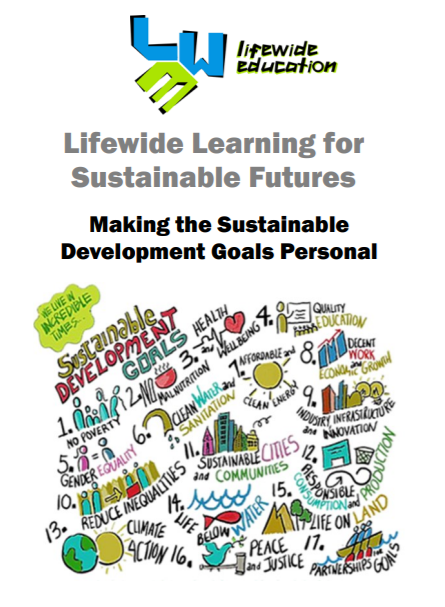 LWE
lifewide
education
Lifewide Learning for
Sustainable Futures
Making the Sustainable
Development Goals Personal
WE LIVE IN
INCREDIBLE
TIMES...
Sustainable
DEVELOPMENT
GOALS
1.
NO POVERTY
2. NO
MALNUTRITION
3. HEALTH
and WELLBEING
4. QUALITY
EDUCATION
5.
GENDER EQUALITY
6. CLEAN WATER and
SANITATION
7. AFFORDABLE and
CLEAN ENERGY
8. DECENT
WORK
and
ECONOMIC GROWTH
9.
INDUSTRY, INFRASTRUCTURE
and INNOVATION
10.
REDUCE INEQUALITIES
11.
SUSTAINABLE CITIES
and COMMUNITIES
12.
RESPONSIBLE
CONSUMPTION and PRODUCTION
13. CLIMATE
ACTION
14. LIFE
BELOW WATER
15.
LIFE on LAND
16. PEACE
and JUSTICE
17.
PARTNERSHIPS for the GOALS